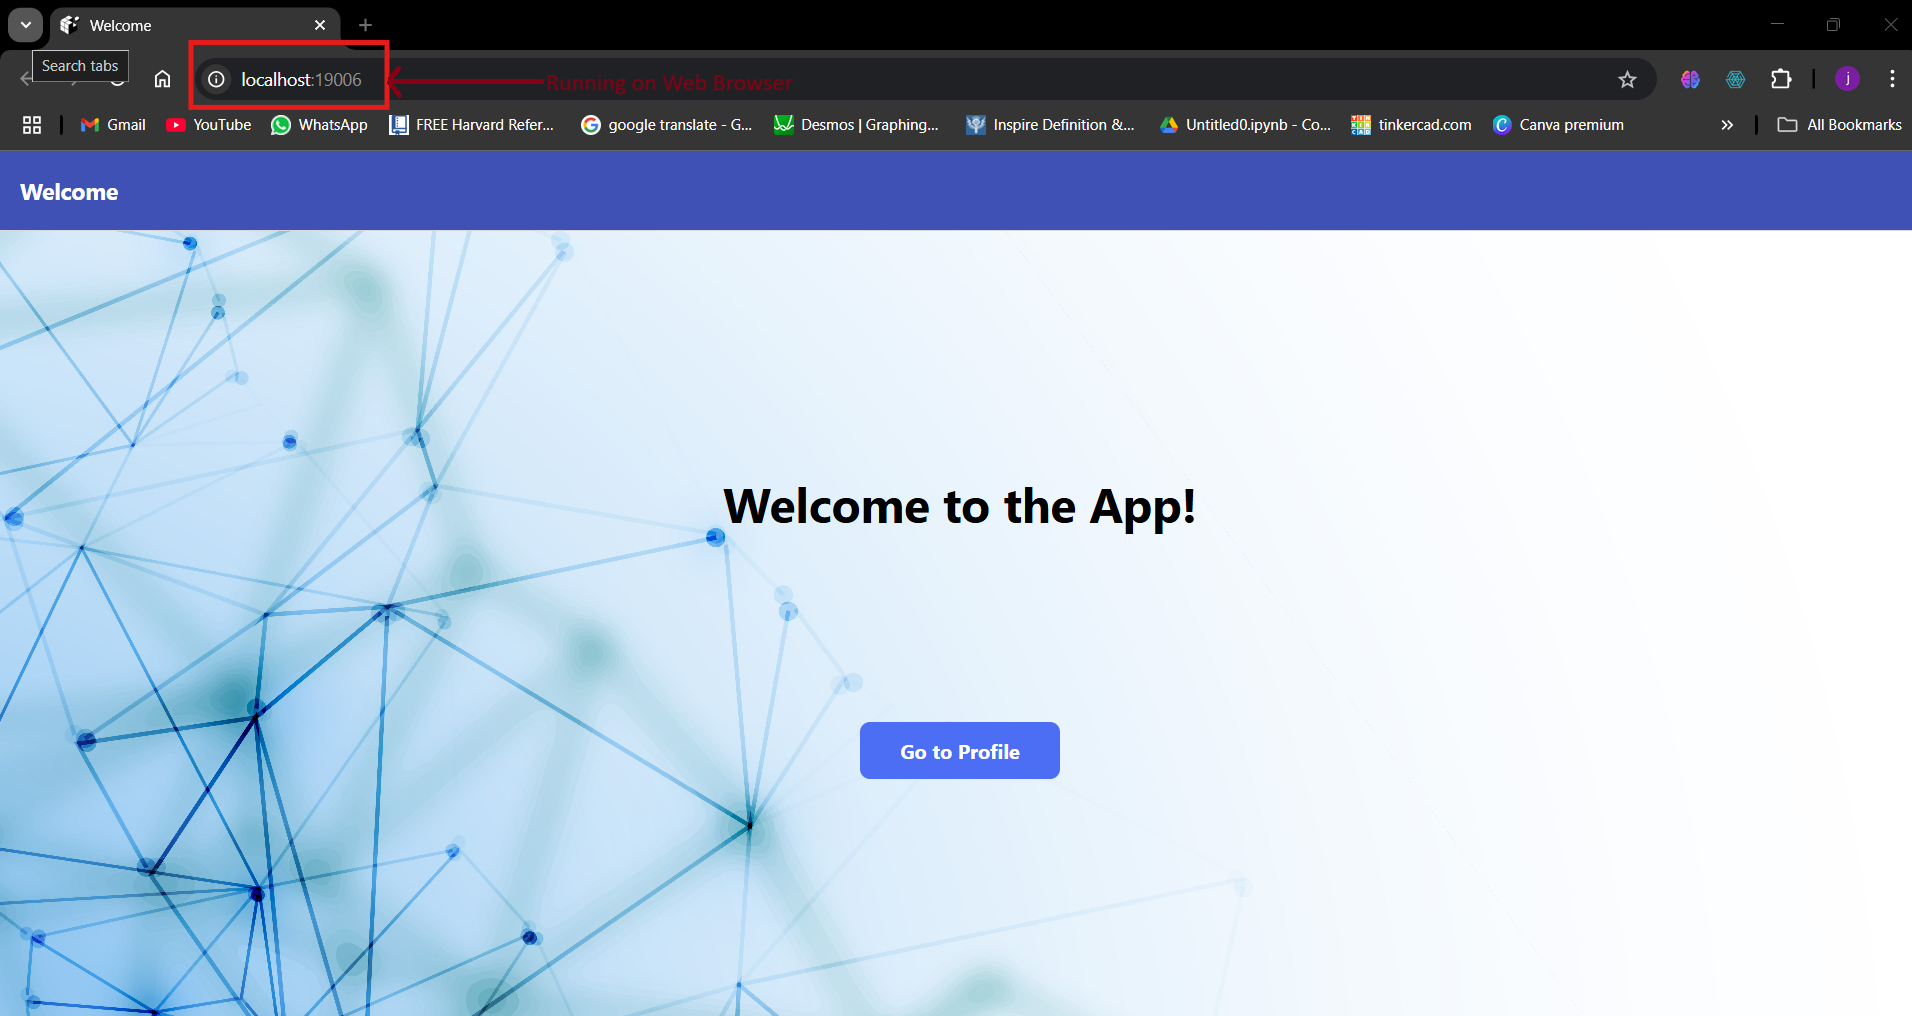 Welcome
Search tabs
localhost:19006
Running on Web Browser
j
Gmail
YouTube
WhatsApp
FREE Harvard Refer...
google translate - G...
Desmos | Graphing...
Inspire Definition &...
Untitled0.ipynb - Co...
tinkercad.com
Canva premium
All Bookmarks
Welcome
Welcome to the App!
Go to Profile